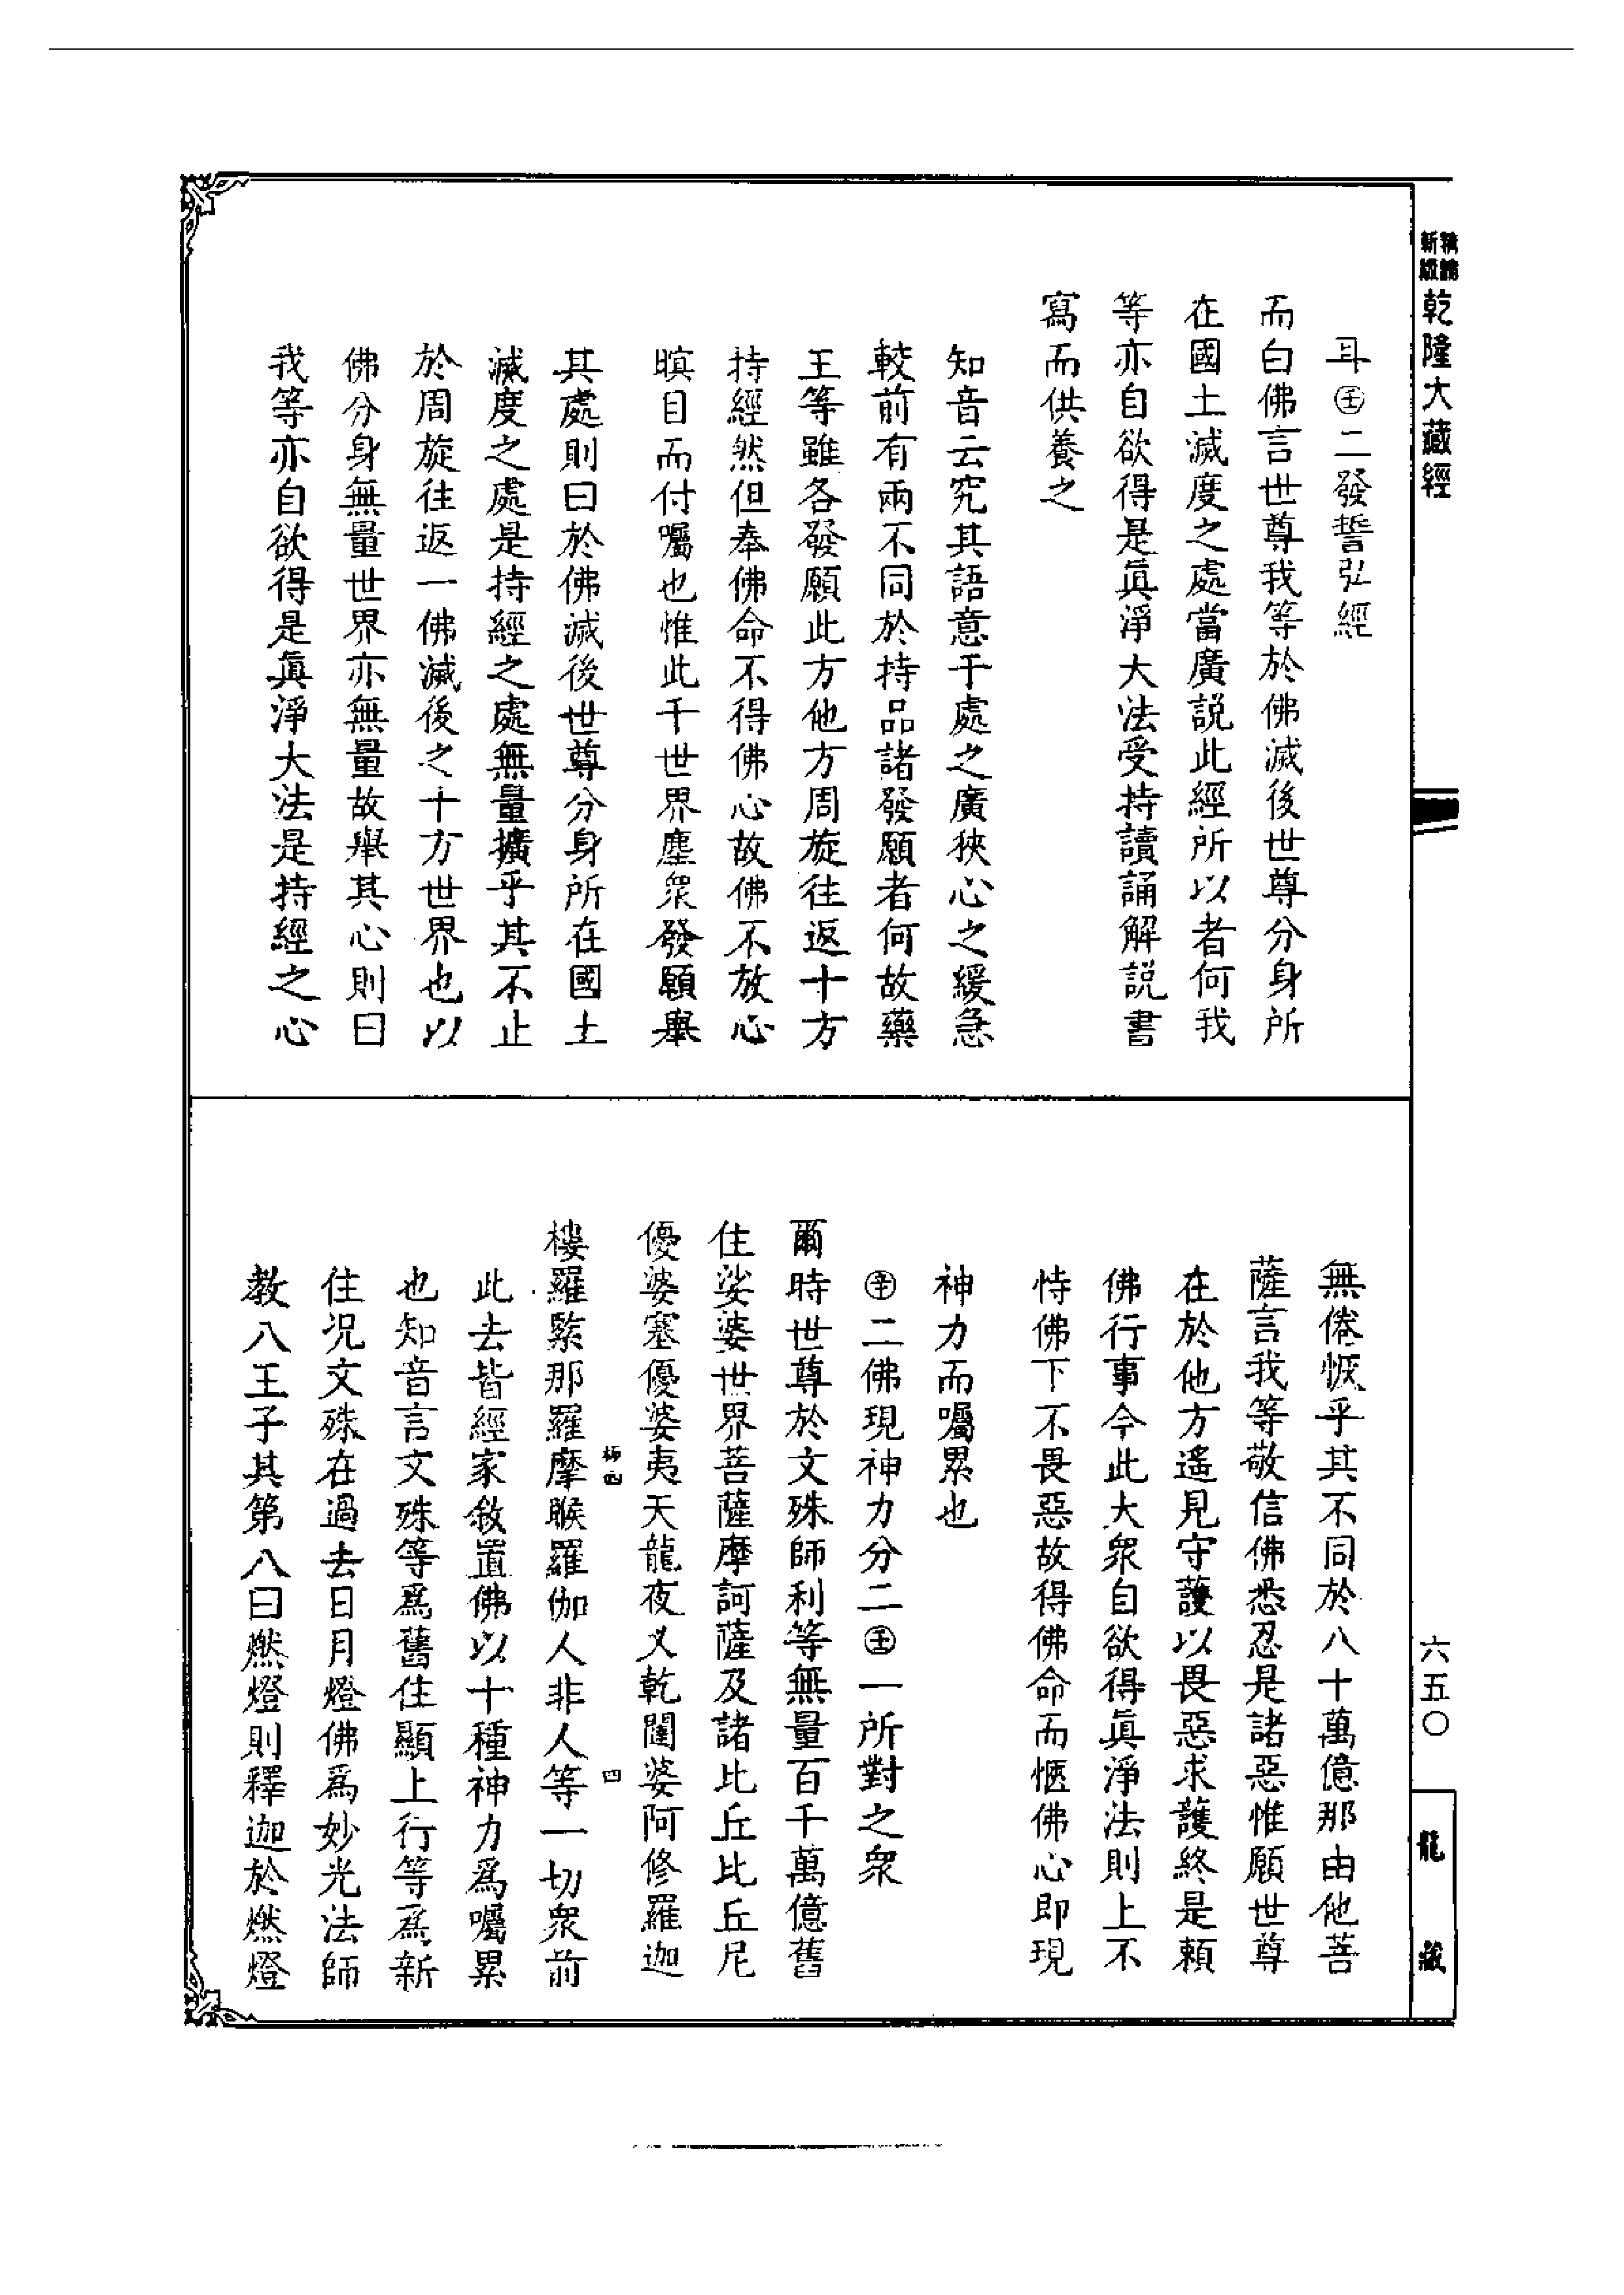 精緻
新版
乾隆大藏經
耳㊂二發誓弘經
而白佛言世尊我等於佛滅後世尊分身所
在國土滅度之處當廣說此經所以者何我
等亦自欲得是眞淨大法受持讀誦解說書
寫而供養之
知音云究其語意于處之廣狹心之緩急
較前有兩不同於持品諸發願者何故藥
王等雖各發願此方他方周旋往返十方
持經然但奉佛命不得佛心故佛不放心
瞑目而付囑也惟此千世界塵衆發願舉
其處則曰於佛滅後世尊分身所在國土
滅度之處是持經之處無量擴乎其不止
於周旋往返一佛滅後之十方世界也以
佛分身無量世界亦無量故舉其心則曰
我等亦自欲得是眞淨大法是持經之心
無倦懨乎其不同於八十萬億那由他菩
薩言我等敬信佛悉忍是諸惡惟願世尊
在於他方遙見守護以畏惡求護終是賴
佛行事今此大衆自欲得眞淨法則上不
恃佛下不畏惡故得佛命而愜佛心即現
神力而囑累也
㊛二佛現神力分二㊂一所對之衆
爾時世尊於文殊師利等無量百千萬億舊
住娑婆世界菩薩摩訶薩及諸比丘比丘尼
優婆塞優婆夷天龍夜叉乾闥婆阿修羅迦
樓羅緊那羅摩睺羅伽人非人等一切衆前
四
此去皆經家敘置佛以十種神力爲囑累
也知音言文殊等爲舊住顯上行等爲新
住况文殊在過去日月燈佛爲妙光法師
教八王子其第八曰燃燈則釋迦於燃燈
六五〇
龍藏